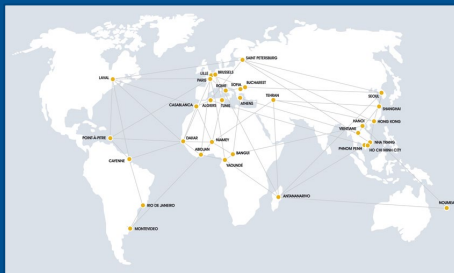 SAINT PETERSBURG
LILLE
BRUSSELS
PARIS
BUCHAREST
SOFIA
ROME
LAVAL
TEHRAN
SEOUL
ATHENS
CASABLANCA
ALGIERS
TUNIS
SHANGHAI
HONG KONG
HANOI
VIENTIANE
POINT-À-PITRE
DAKAR
NIAMEY
NHA TRANG
ABIDJAN
BANGUI
PHNOM PENH
HO CHI MINH CITY
CAYENNE
YAOUNDE
ANTANANARIVO
RIO DE JANEIRO
NOUMEA
MONTEVIDEO